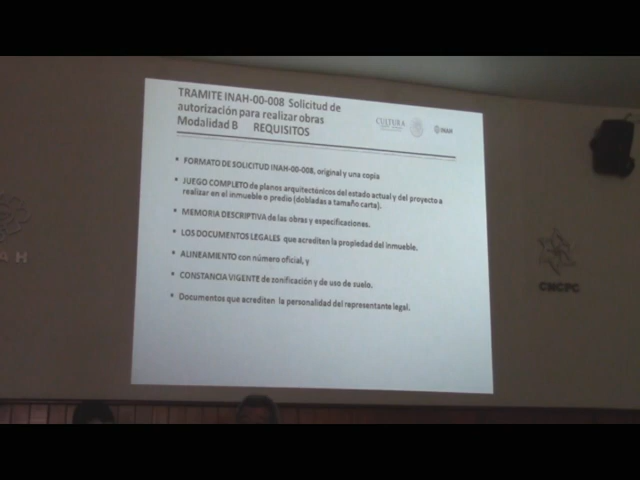 TRAMITE INAH-00-008 Solicitud de
autorización para realizar obras
Modalidad B REQUISITOS
CULTURA
INAH
• FORMATO DE SOLICITUD INAH-00-008, original y una copia
• JUEGO COMPLETO de planos arquitectónicos del estado actual y del proyecto a
realizar en el inmueble o predio (dobladas a tamaño carta).
• MEMORIA DESCRIPTIVA de las obras y especificaciones.
• LOS DOCUMENTOS LEGALES que acrediten la propiedad del inmueble.
• ALINEAMIENTO con número oficial, y
• CONSTANCIA VIGENTE de zonificación y de uso de suelo.
• Documentos que acrediten la personalidad del representante legal.
AH
CNCPC